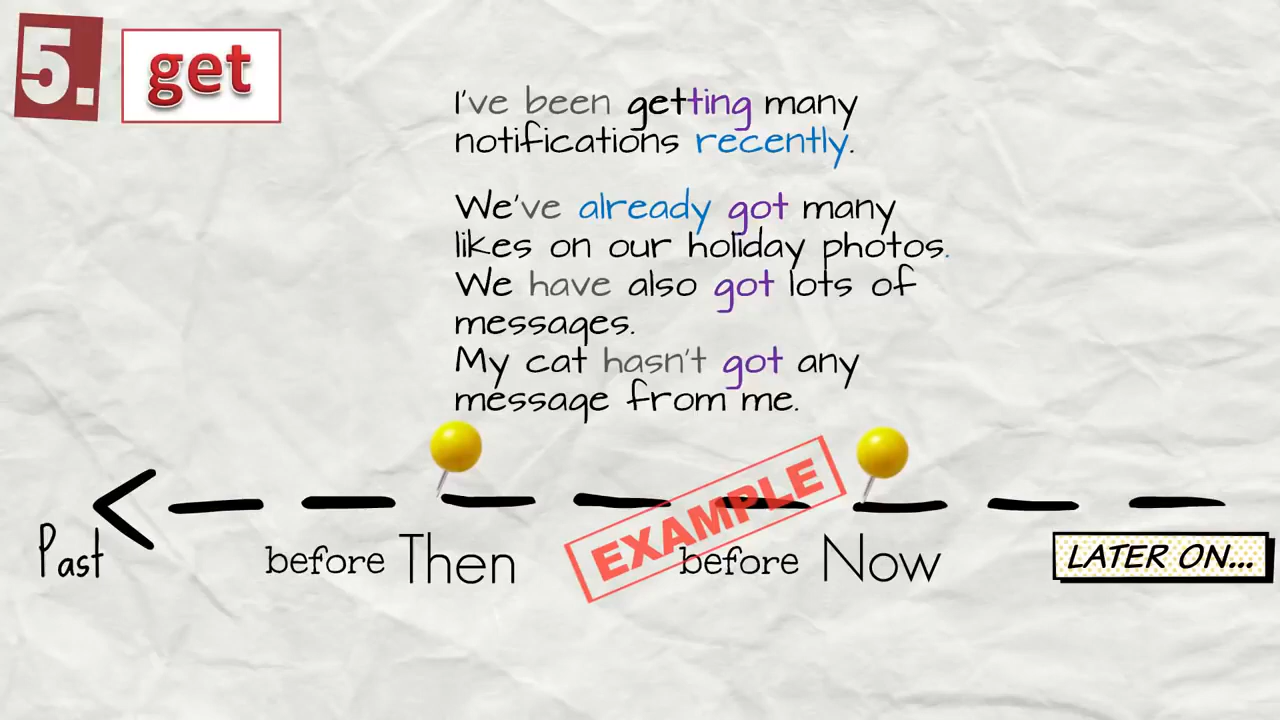 5.
get
I've been getting many
notifications recently.
We've already got many
likes on our holiday photos.
We have also got lots of
messages.
My cat hasn't got any
message from me.
EXAMPLE
Past
before Then
before Now
LATER ON...